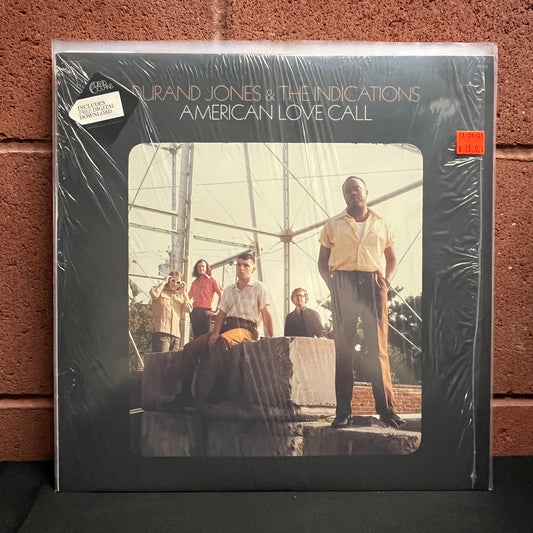 DURAND JONES & THE INDICATIONS
AMERICAN LOVE CALL
INCLUDES
FREE DIGITAL
DOWNLOAD